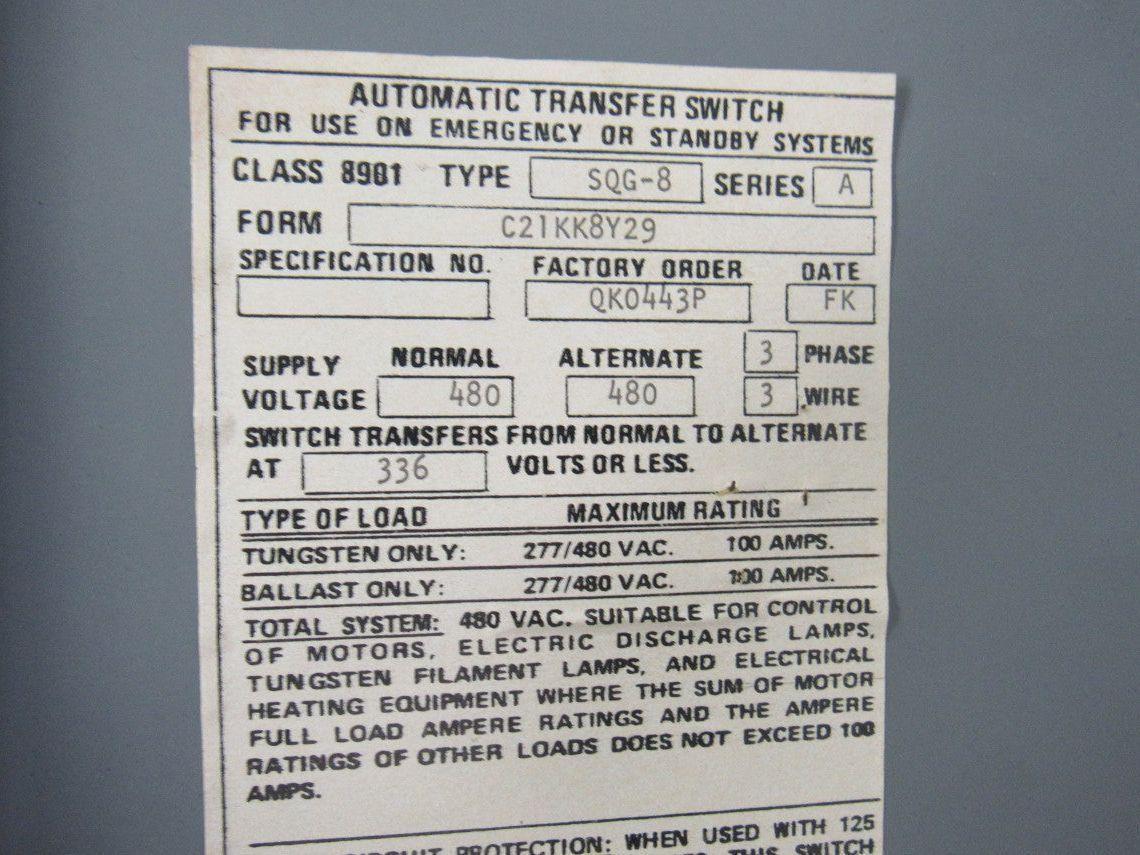 AUTOMATIC TRANSFER SWITCH
FOR USE ON EMERGENCY OR STANDBY SYSTEMS
CLASS 8901 TYPE SQG-8 SERIES A
FORM C21KK8Y29
SPECIFICATION NO. FACTORY ORDER DATE
QK0443P FK
3 PHASE
SUPPLY NORMAL ALTERNATE
VOLTAGE 480 480 3 WIRE
SWITCH TRANSFERS FROM NORMAL TO ALTERNATE
AT 336 VOLTS OR LESS.
TYPE OF LOAD MAXIMUM RATING
TUNGSTEN ONLY: 277/480 VAC. 100 AMPS.
BALLAST ONLY: 277/480 VAC. 100 AMPS.
TOTAL SYSTEM: 480 VAC. SUITABLE FOR CONTROL
OF MOTORS, ELECTRIC DISCHARGE LAMPS,
TUNGSTEN FILAMENT LAMPS, AND ELECTRICAL
HEATING EQUIPMENT WHERE THE SUM OF MOTOR
FULL LOAD AMPERE RATINGS AND THE AMPERE
RATINGS OF OTHER LOADS DOES NOT EXCEED 100
AMPS.
PROTECTION: WHEN USED WITH 125
THIS SWITCH